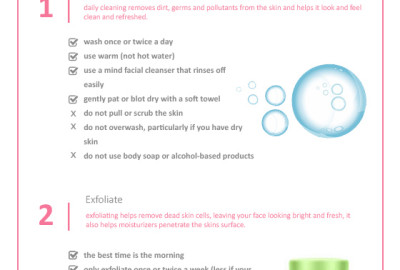 1
daily cleaning removes dirt, germs and pollutants from the skin and helps it look and feel
clean and refreshed.
wash once or twice a day
use warm (not hot water)
use a mind facial cleanser that rinses off
easily
gently pat or blot dry with a soft towel
X do not pull or scrub the skin
X do not overwash, particularly if you have dry
skin
X do not use body soap or alcohol-based products
Exfoliate
2
exfoliating helps remove dead skin cells, leaving your face looking bright and fresh, it
also helps moisturizers penetrate the skins surface.
the best time is the morning
only exfoliate once or twice a week (less if your